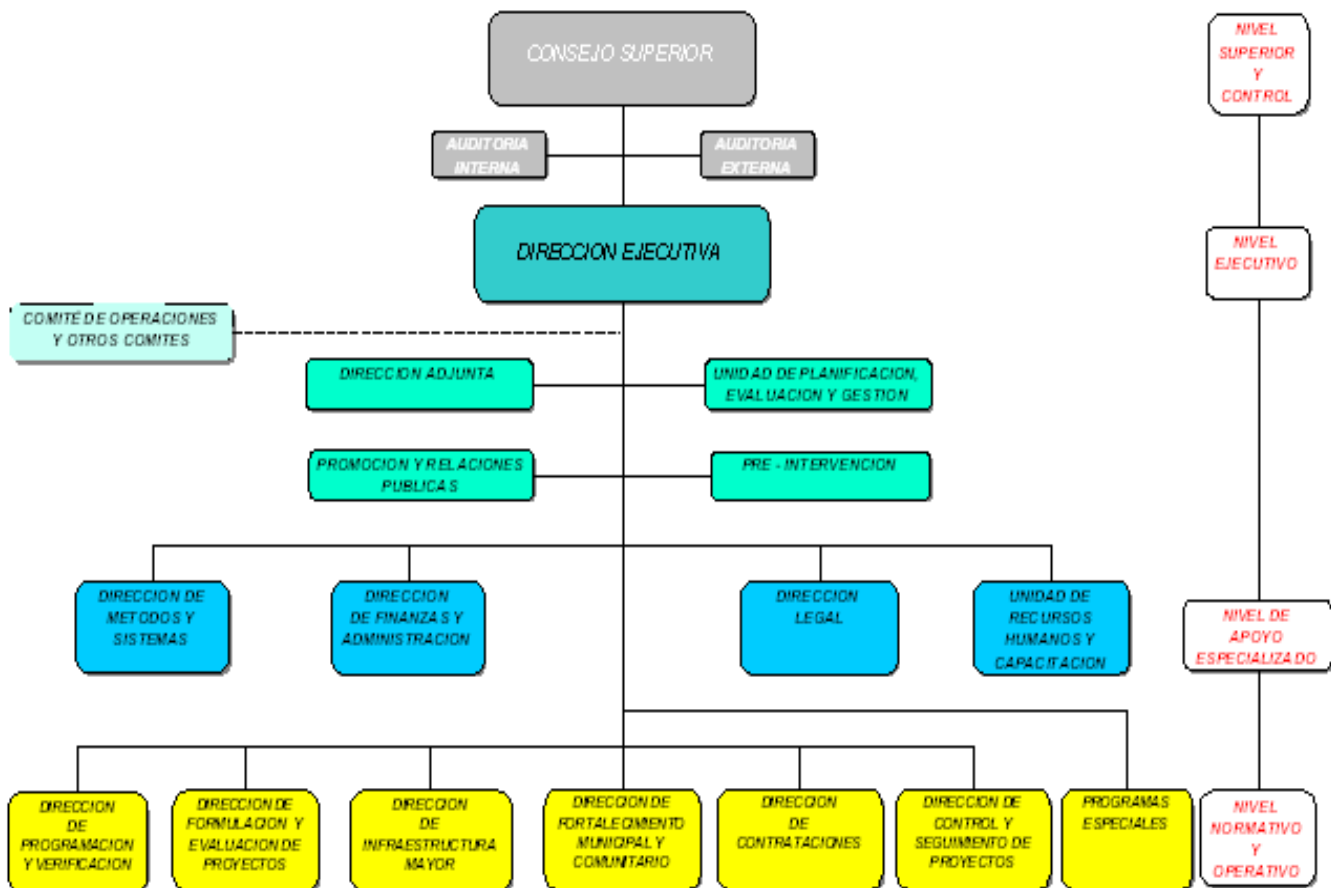 CONSEJO SUPERIOR
NIVEL
SUPERIOR
Y
CONTROL
AUDITORIA
INTERNA
AUDITORIA
EXTERNA
DIRECCION EJECUTIVA
NIVEL
EJECUTIVO
COMITÉ DE OPERACIONES
Y OTROS COMITES
DIRECCION ADJUNTA
UNIDAD DE PLANIFICACION,
EVALUACION Y GESTION
PROMOCION Y RELACIONES
PUBLICAS
PRE - INTERVENCION
DIRECCION DE
METODOS Y
SISTEMAS
DIRECCION
DE FINANZAS Y
ADMINISTRACION
DIRECCION
LEGAL
UNIDAD DE
RECURSOS
HUMANOS Y
CAPACITACION
NIVEL DE
APOYO
ESPECIALIZADO
DIRECCION
DE
PROGRAMACION
Y VERIFICACION
DIRECCION DE
FORMULACION Y
EVALUACION DE
PROYECTOS
DIRECCION
DE
INFRAESTRUCTURA
MAYOR
DIRECCION DE
FORTALECIMIENTO
MUNICIPAL Y
COMUNITARIO
DIRECCION
DE
CONTRATACIONES
DIRECCION DE
CONTROL Y
SEGUIMIENTO DE
PROYECTOS
PROGRAMAS
ESPECIALES
NIVEL
NORMATIVO
Y
OPERATIVO